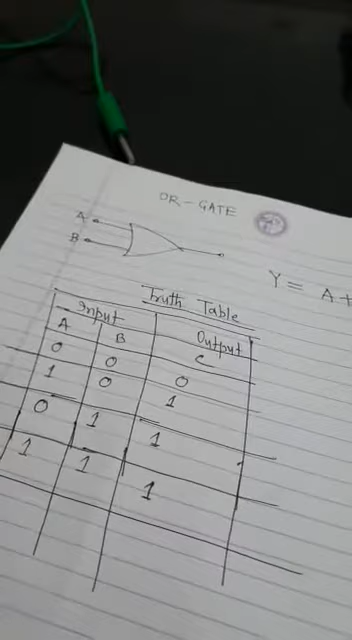 OR-GATE
A
B
Y = A+
Truth Table
Input Output
A B C
0 0 0
1 0 1
0 1 1
1 1 1